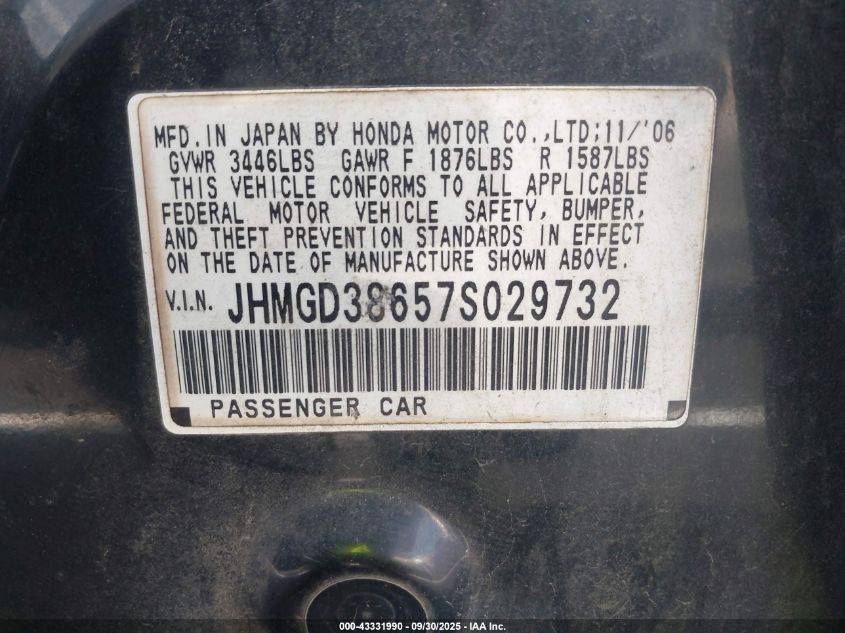 MFD. IN JAPAN BY HONDA MOTOR CO., LTD; 11/'06
GVWR 3446LBS GAWR F 1876LBS R 1587LBS
THIS VEHICLE CONFORMS TO ALL APPLICABLE
FEDERAL MOTOR VEHICLE SAFETY, BUMPER,
AND THEFT PREVENTION STANDARDS IN EFFECT
ON THE DATE OF MANUFACTURE SHOWN ABOVE.
V.I.N. JHMGD38657S029732
PASSENGER CAR
000-43331990 - 09/30/2025 - IAA Inc.